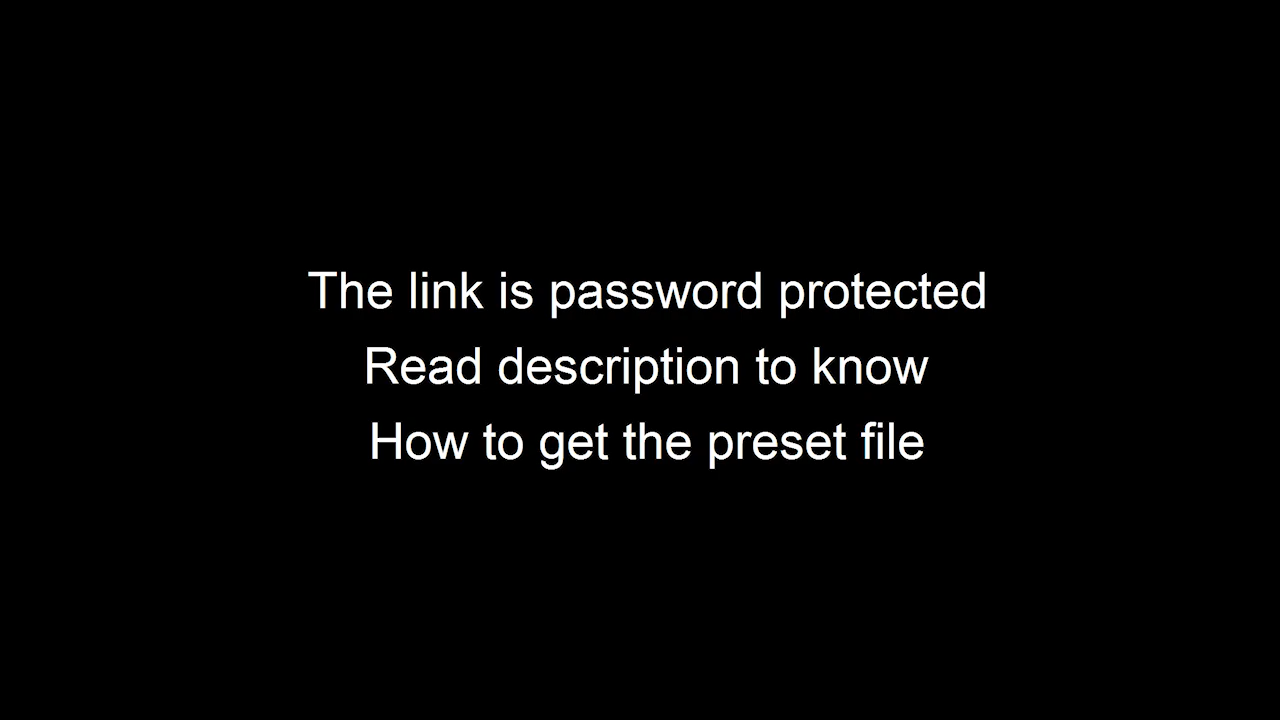 The link is password protected
Read description to know
How to get the preset file